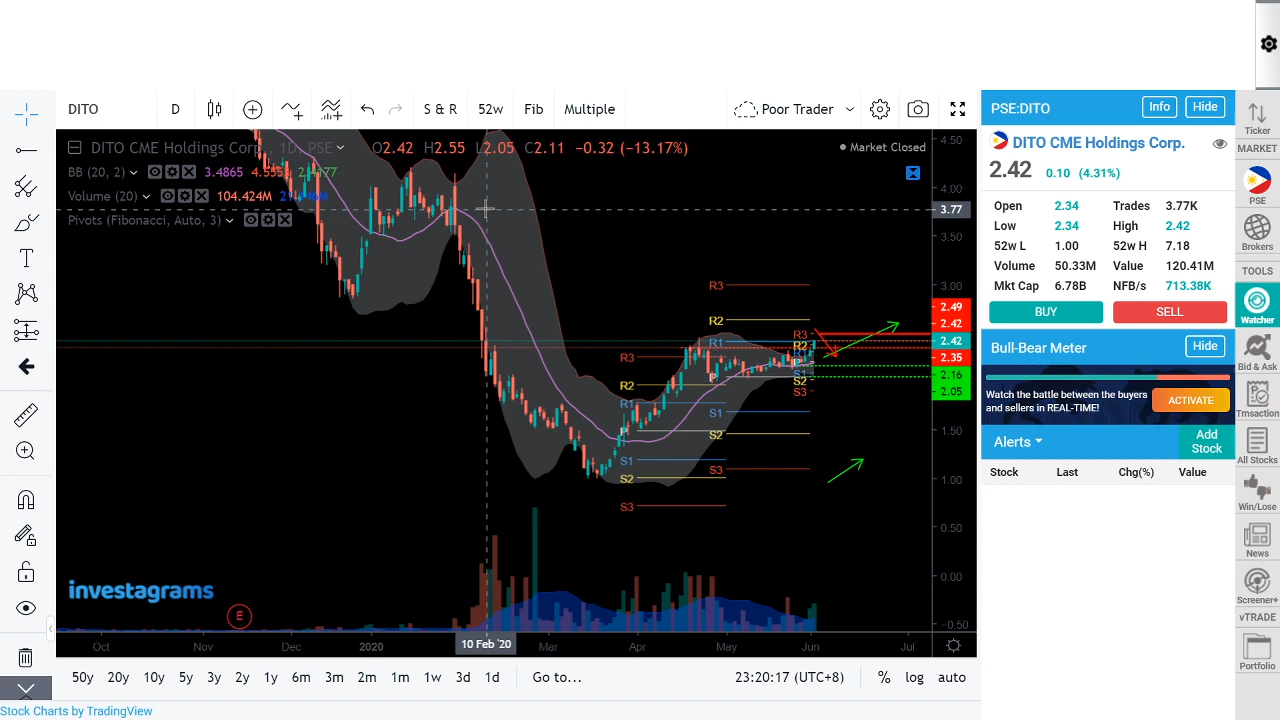 DITO D S & R 52w Fib Multiple Poor Trader
DITO CME Holdings Corp. , 1D, PSE O2.42 H2.55 L2.05 C2.11 −0.32 (−13.17%) Market Closed
BB (20, 2) 3.4865
Volume (20) 104.424M
Pivots (Fibonacci, Auto, 3)
4.50
4.00
3.77
3.50
3.00
2.49
2.42
2.42
2.35
2.16
2.05
1.50
1.00
0.50
0.00
−0.50
R3
R2
R1
P
S1
S2
S3
R3
R2
R1
P
S1
S2
S3
R3
R2
S2
S3
investagrams
E
Oct Nov Dec 2020 10 Feb '20 Mar Apr May Jun Jul
50y 20y 10y 5y 3y 2y 1y 6m 3m 2m 1m 1w 3d 1d Go to... 23:20:17 (UTC+8) % log auto
Stock Charts by TradingView
PSE:DITO Info Hide
DITO CME Holdings Corp.
2.42 0.10 (4.31%)
Open 2.34 Trades 3.77K
Low 2.34 High 2.42
52w L 1.00 52w H 7.18
Volume 50.33M Value 120.41M
Mkt Cap 6.78B NFB/s 713.38K
BUY SELL
Bull-Bear Meter Hide
Watch the battle between the buyers
and sellers in REAL-TIME!
ACTIVATE
Alerts Add
Stock
Stock Last Chg(%) Value
Ticker
MARKET
PSE
Brokers
TOOLS
Watcher
Bid & Ask
Trnsaction
All Stocks
Win/Lose
News
Screener+
vTRADE
Portfolio